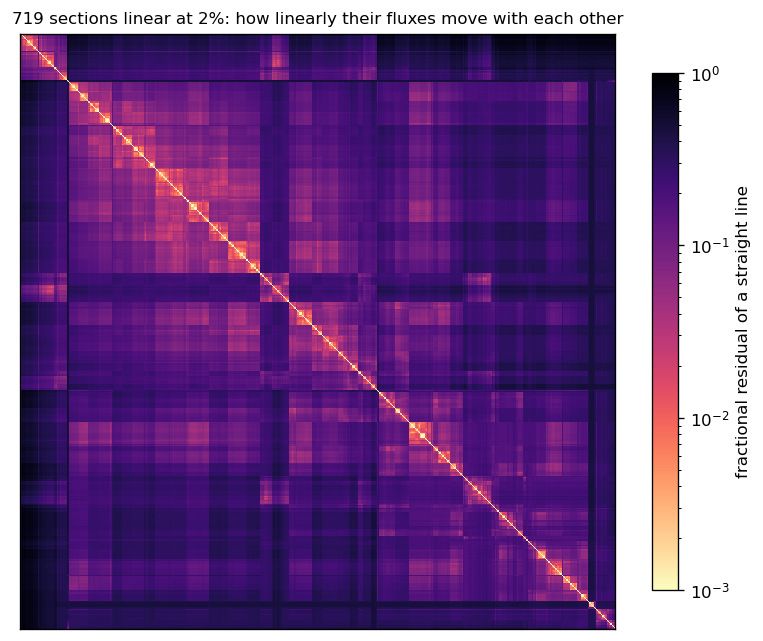 719 sections linear at 2%: how linearly their fluxes move with each other
10⁰
10⁻¹
10⁻²
10⁻³
fractional residual of a straight line